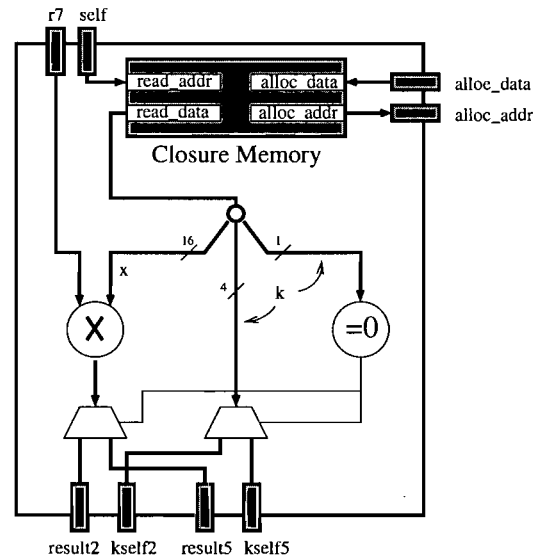 r7 self
read_addr alloc_data
read_data alloc_addr
alloc_data
alloc_addr
Closure Memory
16 1
x
4 k
X =0
result2 kself2 result5 kself5